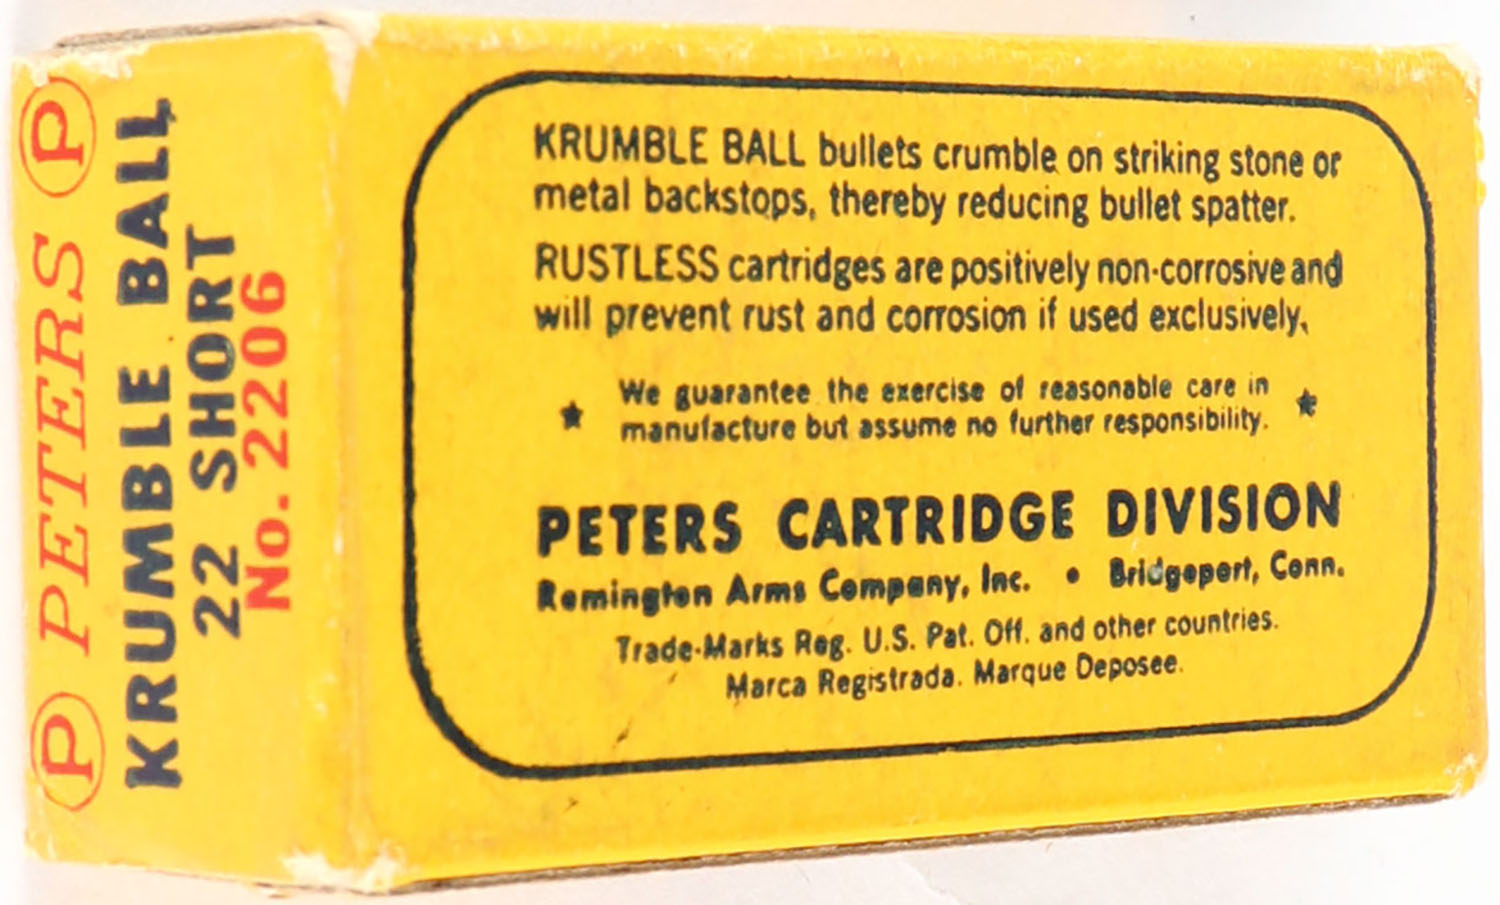 P PETERS P
KRUMBLE BALL
22 SHORT
No. 2206
KRUMBLE BALL bullets crumble on striking stone or
metal backstops, thereby reducing bullet spatter.
RUSTLESS cartridges are positively non-corrosive and
will prevent rust and corrosion if used exclusively.
★ We guarantee the exercise of reasonable care in ★
manufacture but assume no further responsibility.
PETERS CARTRIDGE DIVISION
Remington Arms Company, Inc. • Bridgeport, Conn.
Trade-Marks Reg. U.S. Pat. Off. and other countries.
Marca Registrada. Marque Deposee.